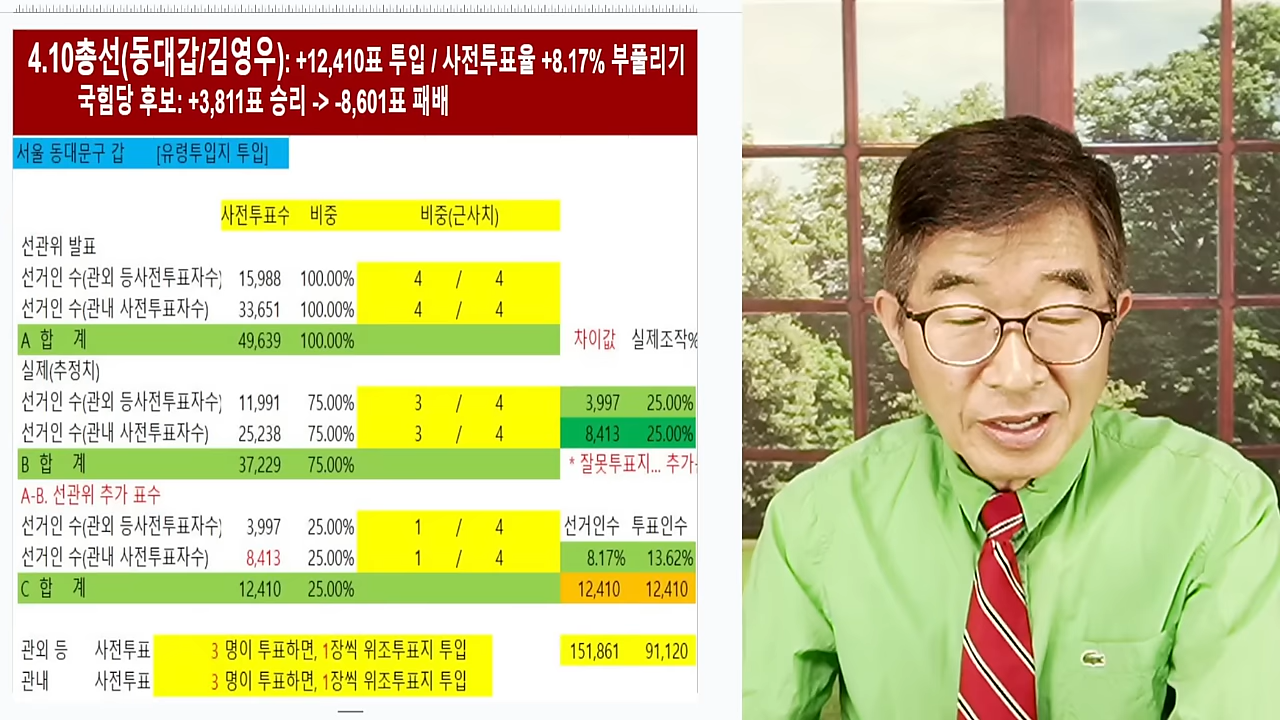 4.10총선(동대갑/김영우): +12,410표 투입 / 사전투표율 +8.17% 부풀리기
국힘당 후보: +3,811표 승리 -> -8,601표 패배
서울 동대문구 갑 [유령투입지 투입]
사전투표수 비중 비중(근사치)
선관위 발표
선거인 수(관외 등사전투표자수) 15,988 100.00% 4 / 4
선거인 수(관내 사전투표자수) 33,651 100.00% 4 / 4
A 합 계 49,639 100.00% 차이값 실제조작%
실제(추정치)
선거인 수(관외 등사전투표자수) 11,991 75.00% 3 / 4 3,997 25.00%
선거인 수(관내 사전투표자수) 25,238 75.00% 3 / 4 8,413 25.00%
B 합 계 37,229 75.00% * 잘못투표지... 추가
A-B. 선관위 추가 표수
선거인 수(관외 등사전투표자수) 3,997 25.00% 1 / 4 선거인수 투표인수
선거인 수(관내 사전투표자수) 8,413 25.00% 1 / 4 8.17% 13.62%
C 합 계 12,410 25.00% 12,410 12,410
관외 등 사전투표 3 명이 투표하면, 1장씩 위조투표지 투입 151,861 91,120
관내 사전투표 3 명이 투표하면, 1장씩 위조투표지 투입